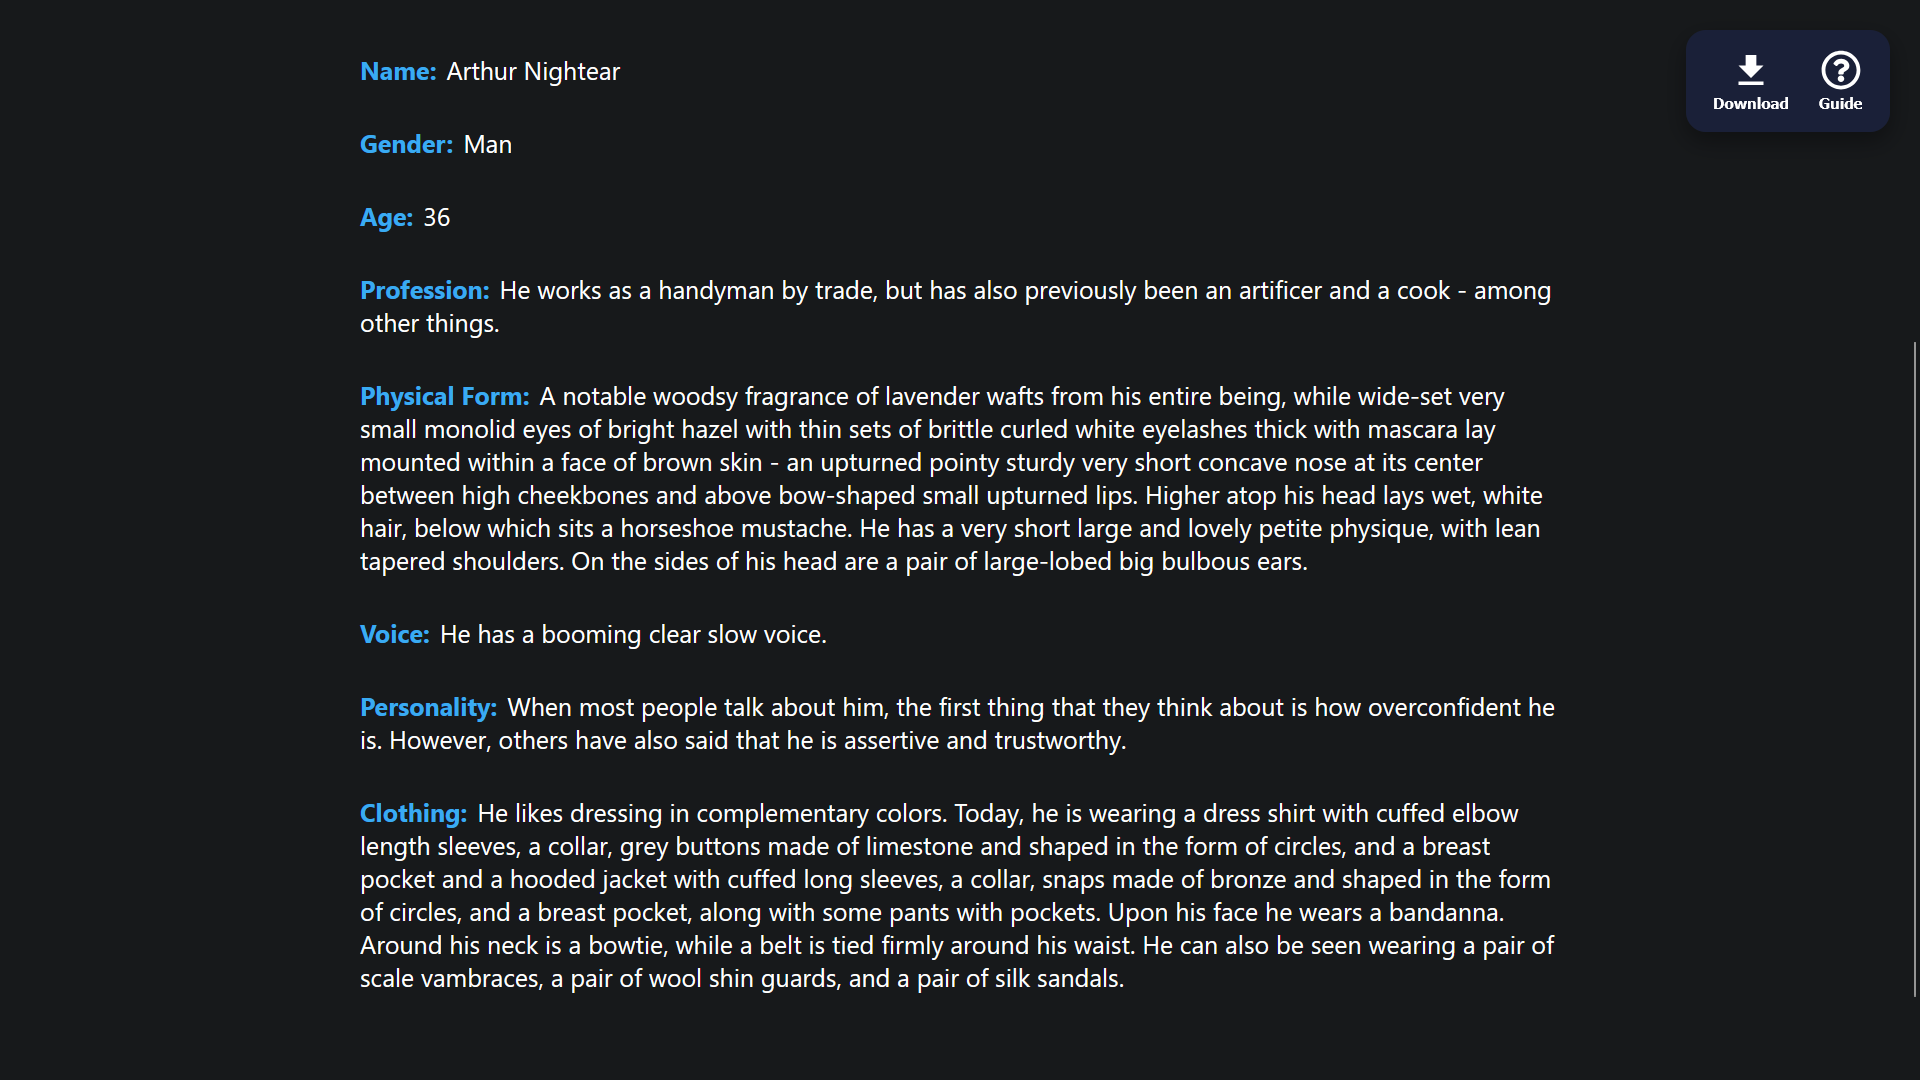 Name: Arthur Nightear
Download
Guide
Gender: Man
Age: 36
Profession: He works as a handyman by trade, but has also previously been an artificer and a cook - among
other things.
Physical Form: A notable woodsy fragrance of lavender wafts from his entire being, while wide-set very
small monolid eyes of bright hazel with thin sets of brittle curled white eyelashes thick with mascara lay
mounted within a face of brown skin - an upturned pointy sturdy very short concave nose at its center
between high cheekbones and above bow-shaped small upturned lips. Higher atop his head lays wet, white
hair, below which sits a horseshoe mustache. He has a very short large and lovely petite physique, with lean
tapered shoulders. On the sides of his head are a pair of large-lobed big bulbous ears.
Voice: He has a booming clear slow voice.
Personality: When most people talk about him, the first thing that they think about is how overconfident he
is. However, others have also said that he is assertive and trustworthy.
Clothing: He likes dressing in complementary colors. Today, he is wearing a dress shirt with cuffed elbow
length sleeves, a collar, grey buttons made of limestone and shaped in the form of circles, and a breast
pocket and a hooded jacket with cuffed long sleeves, a collar, snaps made of bronze and shaped in the form
of circles, and a breast pocket, along with some pants with pockets. Upon his face he wears a bandanna.
Around his neck is a bowtie, while a belt is tied firmly around his waist. He can also be seen wearing a pair of
scale vambraces, a pair of wool shin guards, and a pair of silk sandals.